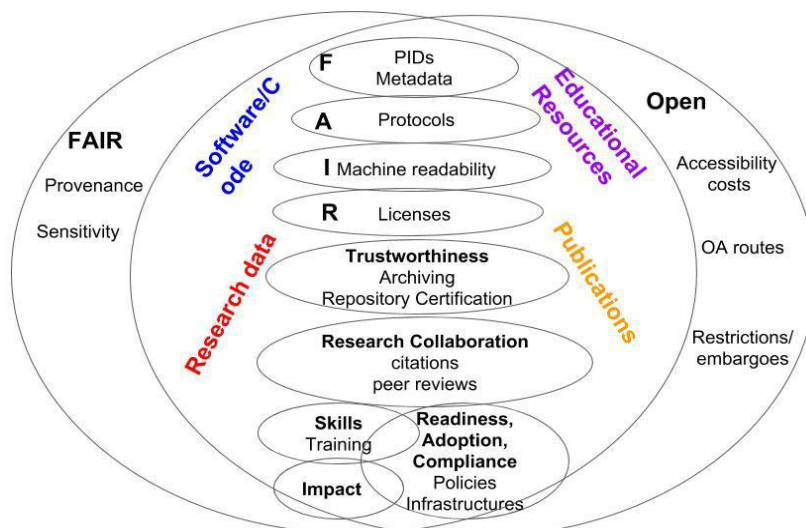 F PIDs
Metadata
A Protocols
I Machine readability
R Licenses
Trustworthiness
Archiving
Repository Certification
Research Collaboration
citations
peer reviews
Skills
Training
Impact
Readiness,
Adoption,
Compliance
Policies
Infrastructures
FAIR
Provenance
Sensitivity
Software/C
ode
Research data
Educational
Resources
Publications
Open
Accessibility
costs
OA routes
Restrictions/
embargoes